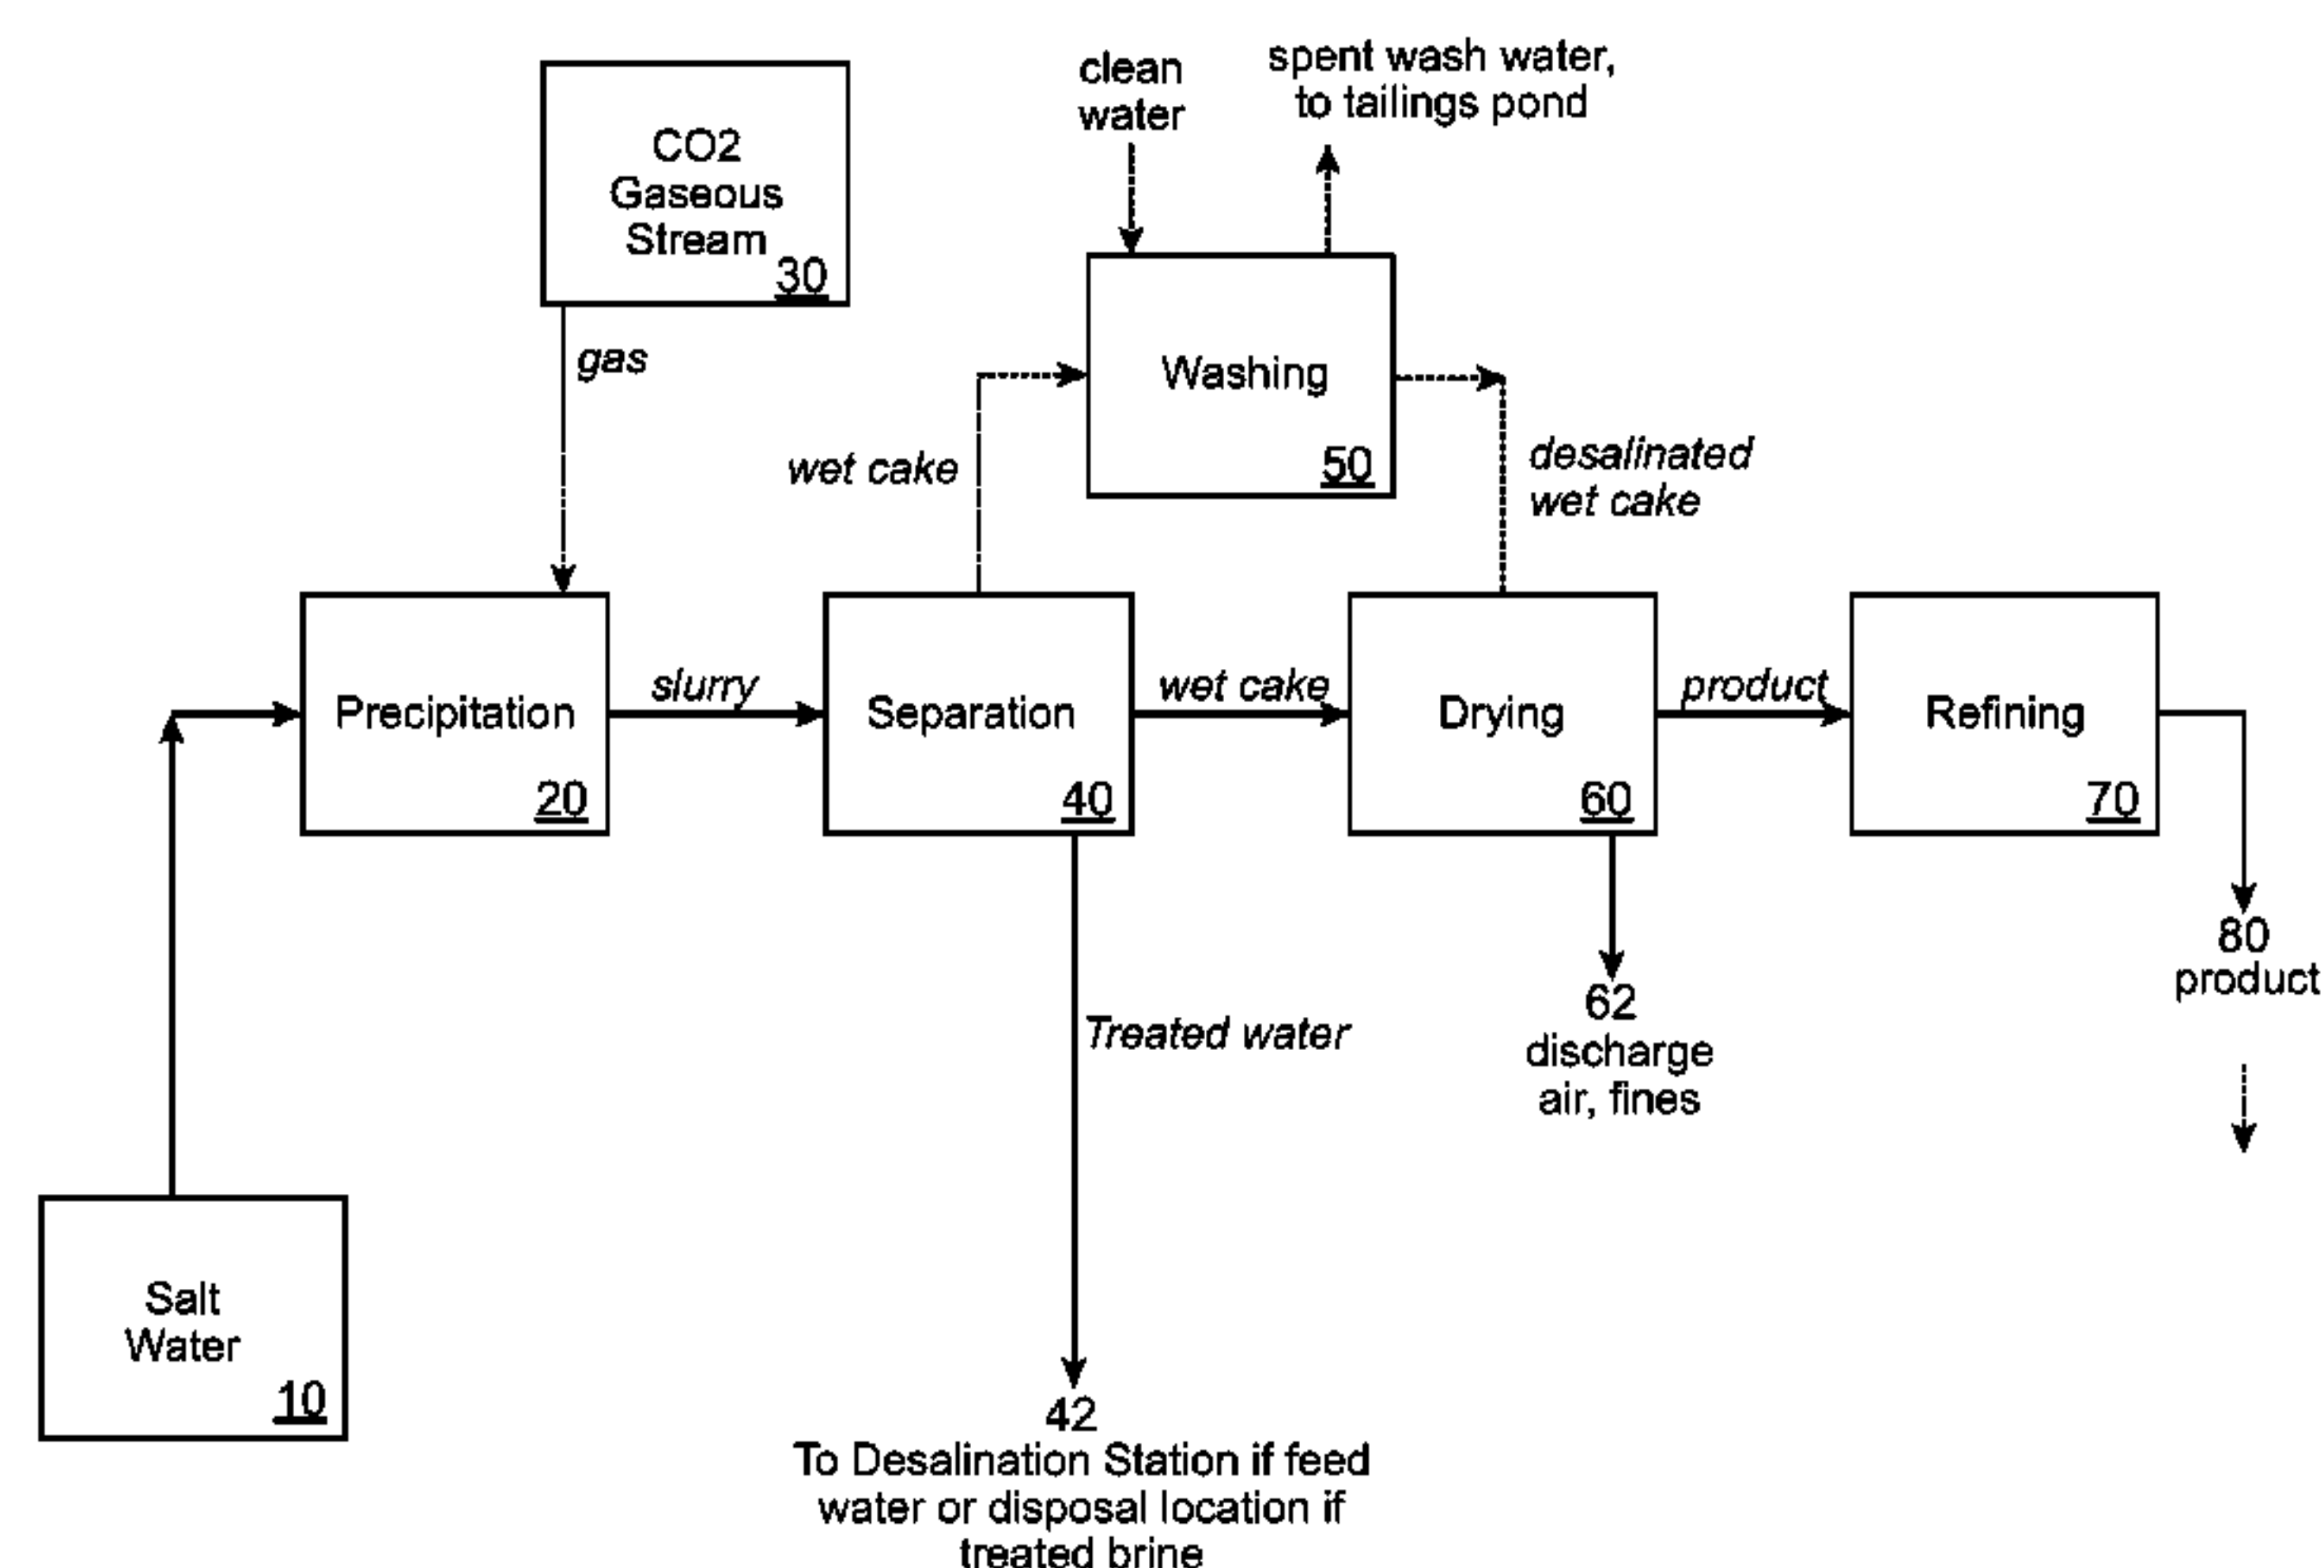 clean
water
spent wash water,
to tailings pond
CO2
Gaseous
Stream
30
gas
Washing
50
wet cake
desalinated
wet cake
Precipitation
20
slurry
Separation
40
wet cake
Drying
60
product
Refining
70
80
product
62
discharge
air, fines
Treated water
Salt
Water
10
42
To Desalination Station if feed
water or disposal location if
treated brine